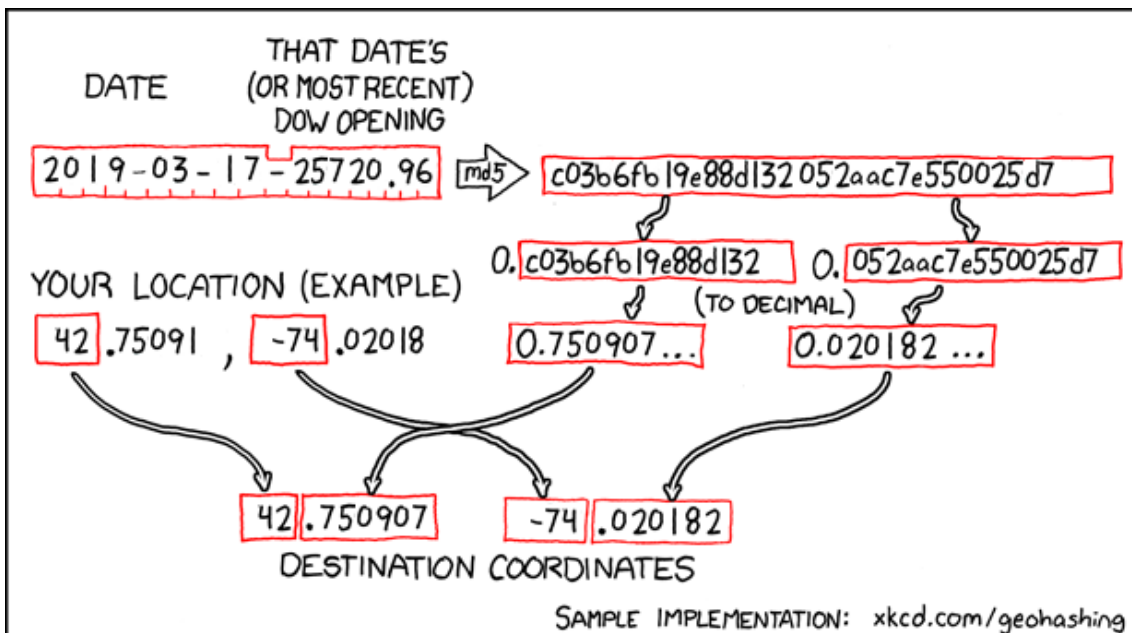 THAT DATE'S
DATE (OR MOST RECENT)
DOW OPENING
2019-03-17-25720.96 md5 c03b6fb19e88d132052aac7e550025d7
0.c03b6fb19e88d132 0.052aac7e550025d7
YOUR LOCATION (EXAMPLE) (TO DECIMAL)
42.75091, -74.02018 0.750907... 0.020182...
42.750907 -74.020182
DESTINATION COORDINATES
SAMPLE IMPLEMENTATION: xkcd.com/geohashing